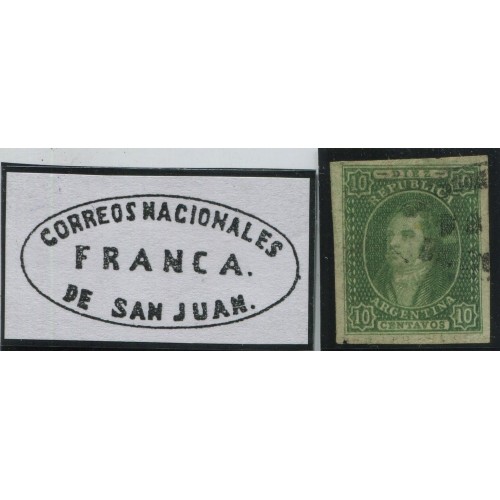 CORREOS NACIONALES
FRANCA.
DE SAN JUAN.
10 DIEZ 10
REPUBLICA
ARGENTINA
10 CENTAVOS 10